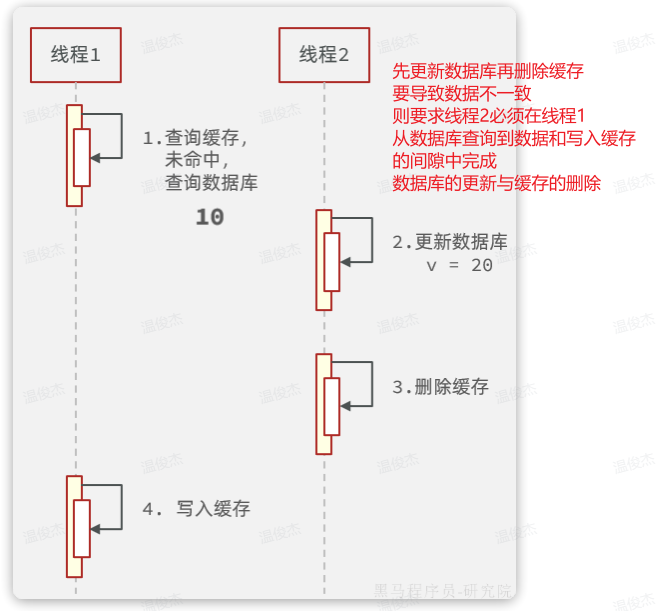 线程1
线程2
先更新数据库再删除缓存
要导致数据不一致
则要求线程2必须在线程1
从数据库查询到数据和写入缓存
的间隙中完成
数据库的更新与缓存的删除
1.查询缓存,
未命中,
查询数据库
10
2.更新数据库
v = 20
3.删除缓存
4. 写入缓存
黑马程序员-研究院
温俊杰